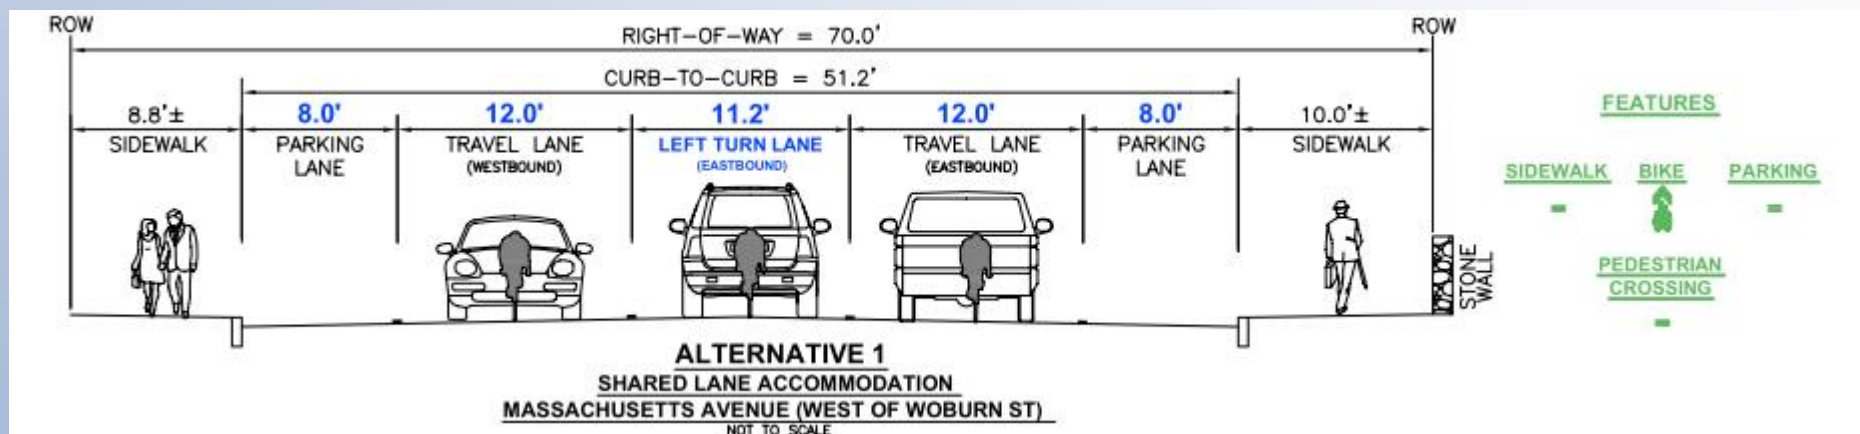 ROW
ROW
RIGHT-OF-WAY = 70.0'
CURB-TO-CURB = 51.2'
8.8'±
SIDEWALK
8.0'
PARKING
LANE
12.0'
TRAVEL LANE
(WESTBOUND)
11.2'
LEFT TURN LANE
(EASTBOUND)
12.0'
TRAVEL LANE
(EASTBOUND)
8.0'
PARKING
LANE
10.0'±
SIDEWALK
STONE
WALL
FEATURES
SIDEWALK
-
BIKE
PARKING
-
PEDESTRIAN
CROSSING
-
ALTERNATIVE 1
SHARED LANE ACCOMMODATION
MASSACHUSETTS AVENUE (WEST OF WOBURN ST)
NOT TO SCALE